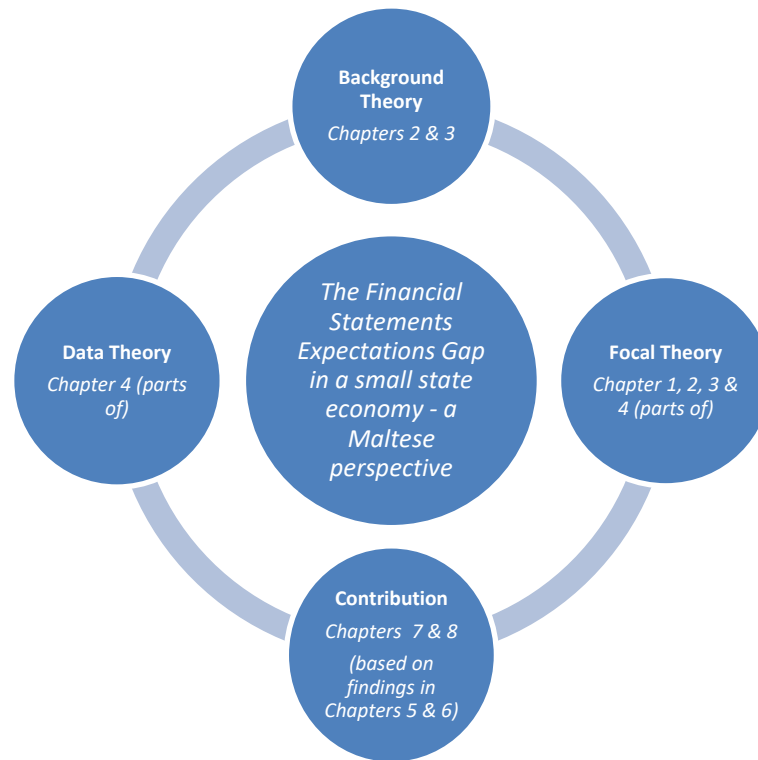 Background
Theory
Chapters 2 & 3
The Financial
Statements
Expectations Gap
in a small state
economy - a
Maltese
perspective
Data Theory
Chapter 4 (parts
of)
Focal Theory
Chapter 1, 2, 3 &
4 (parts of)
Contribution
Chapters 7 & 8
(based on
findings in
Chapters 5 & 6)